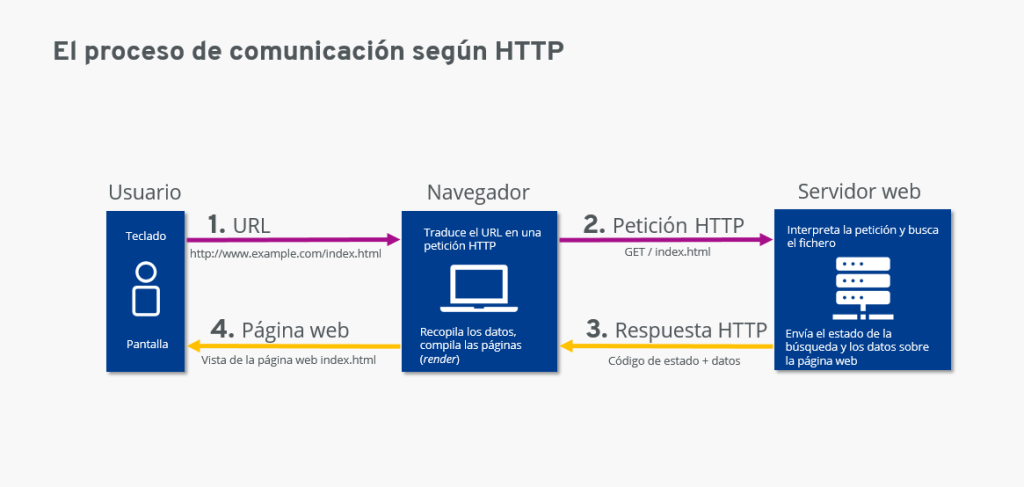 El proceso de comunicación según HTTP
Usuario
Navegador
Servidor web
Teclado
Pantalla
1. URL
http://www.example.com/index.html
Traduce el URL en una
petición HTTP
Recopila los datos,
compila las páginas
(render)
2. Petición HTTP
GET / index.html
Interpreta la petición y busca
el fichero
Envía el estado de la
búsqueda y los datos sobre
la página web
3. Respuesta HTTP
Código de estado + datos
4. Página web
Vista de la página web index.html